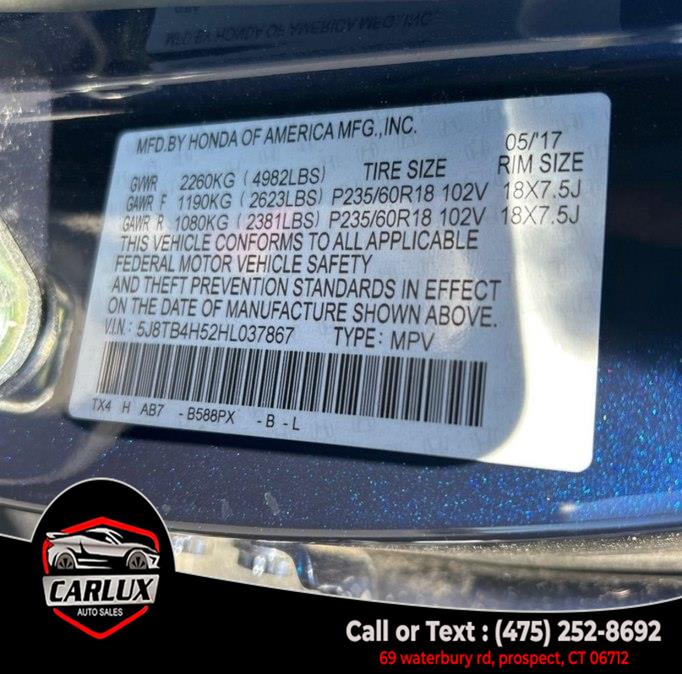 MFD.BY HONDA OF AMERICA MFG.,INC.
05/'17
GVWR 2260KG ( 4982LBS) TIRE SIZE RIM SIZE
GAWR F 1190KG ( 2623LBS) P235/60R18 102V 18X7.5J
GAWR R 1080KG ( 2381LBS) P235/60R18 102V 18X7.5J
THIS VEHICLE CONFORMS TO ALL APPLICABLE
FEDERAL MOTOR VEHICLE SAFETY
AND THEFT PREVENTION STANDARDS IN EFFECT
ON THE DATE OF MANUFACTURE SHOWN ABOVE.
V.I.N.: 5J8TB4H52HL037867 TYPE: MPV
TX4 H AB7 -B588PX -B-L
CARLUX
AUTO SALES
Call or Text : (475) 252-8692
69 waterbury rd, prospect, CT 06712